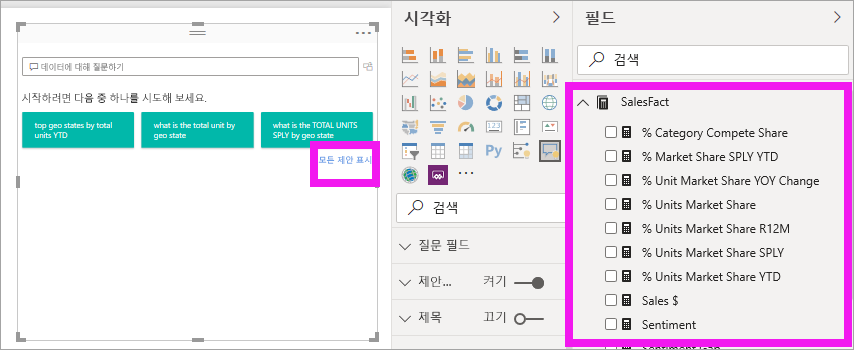 데이터에 대해 질문하기
시작하려면 다음 중 하나를 시도해 보세요.
top geo states by total
units YTD
what is the total unit by
geo state
what is the TOTAL UNITS
SPLY by geo state
모든 제안 표시
시각화
123
Py
검색
질문 필드
제안... 켜기
제목 끄기
필드
검색
SalesFact
% Category Compete Share
% Market Share SPLY YTD
% Unit Market Share YOY Change
% Units Market Share
% Units Market Share R12M
% Units Market Share SPLY
% Units Market Share YTD
Sales $
Sentiment
Sentiment Gap